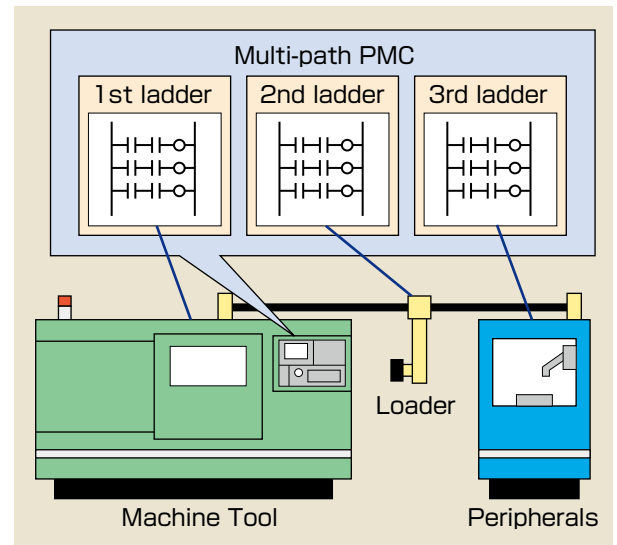 Multi-path PMC
1st ladder
2nd ladder
3rd ladder
Loader
Machine Tool
Peripherals